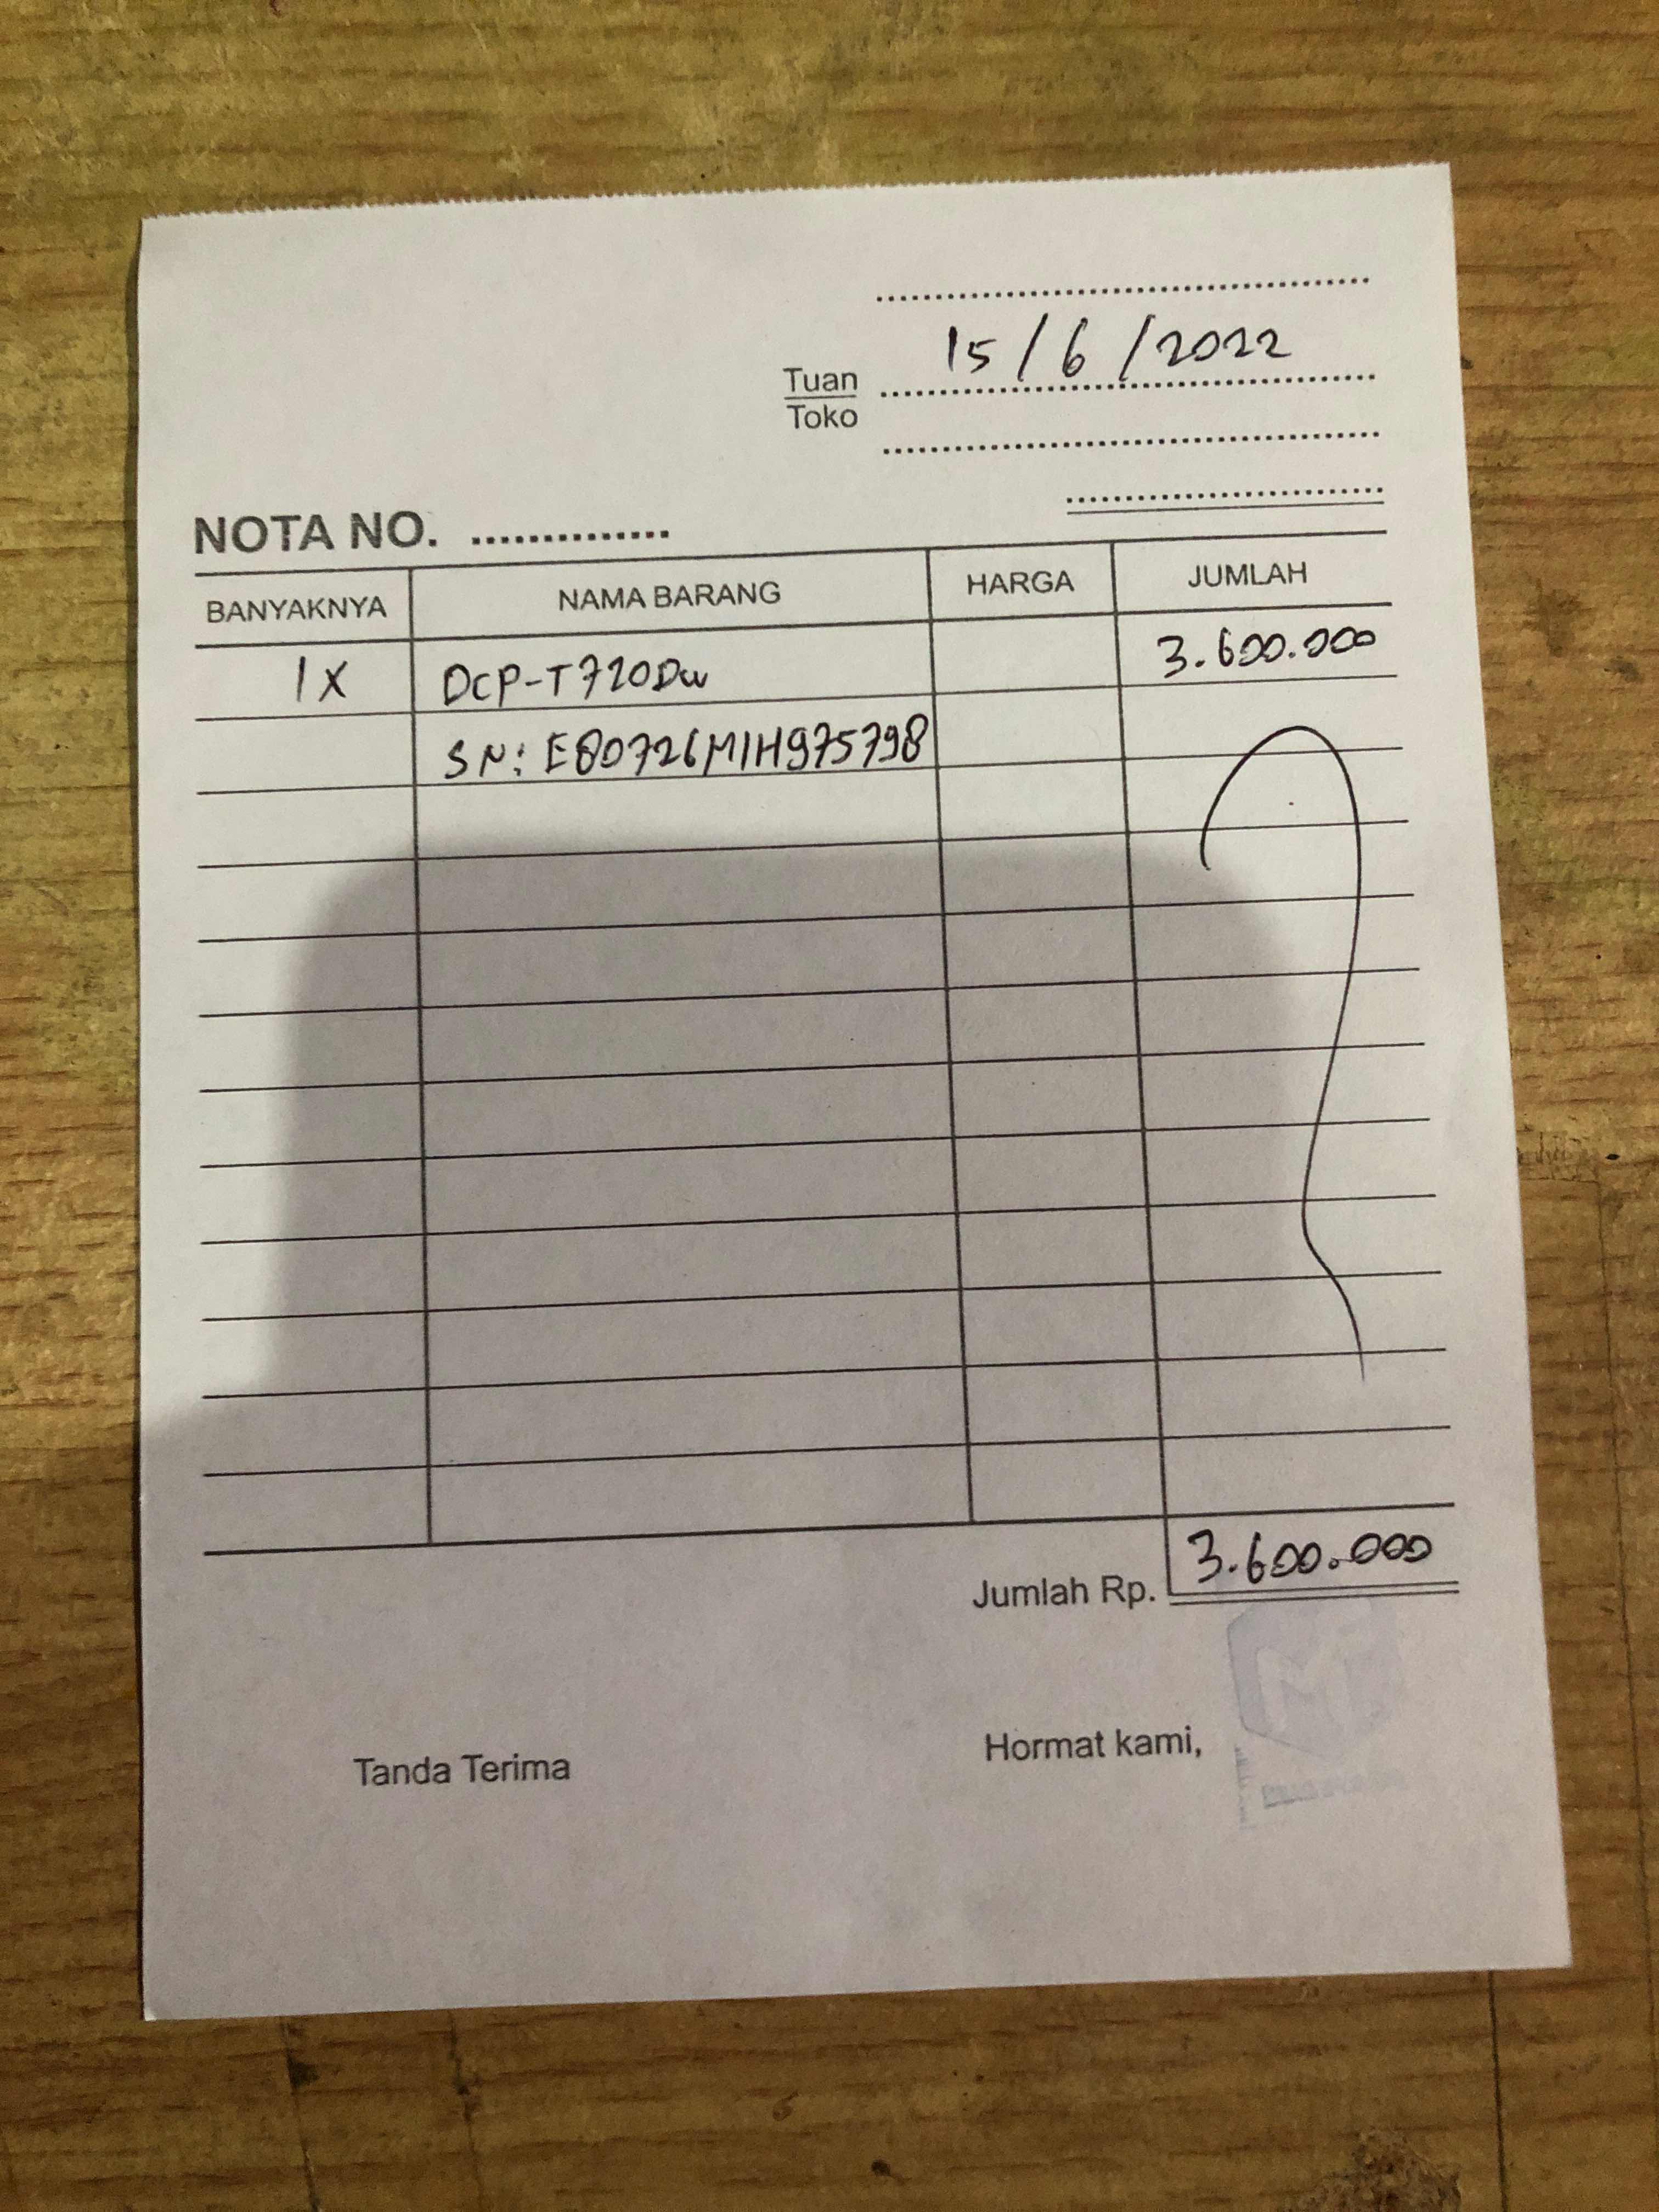 15/6/2022
Tuan
Toko
NOTA NO. ..............
BANYAKNYA NAMA BARANG HARGA JUMLAH
1X DCP-T720DW 3.600.000
SN: E80726M1H975798
Jumlah Rp. 3.600.000
Tanda Terima Hormat kami,